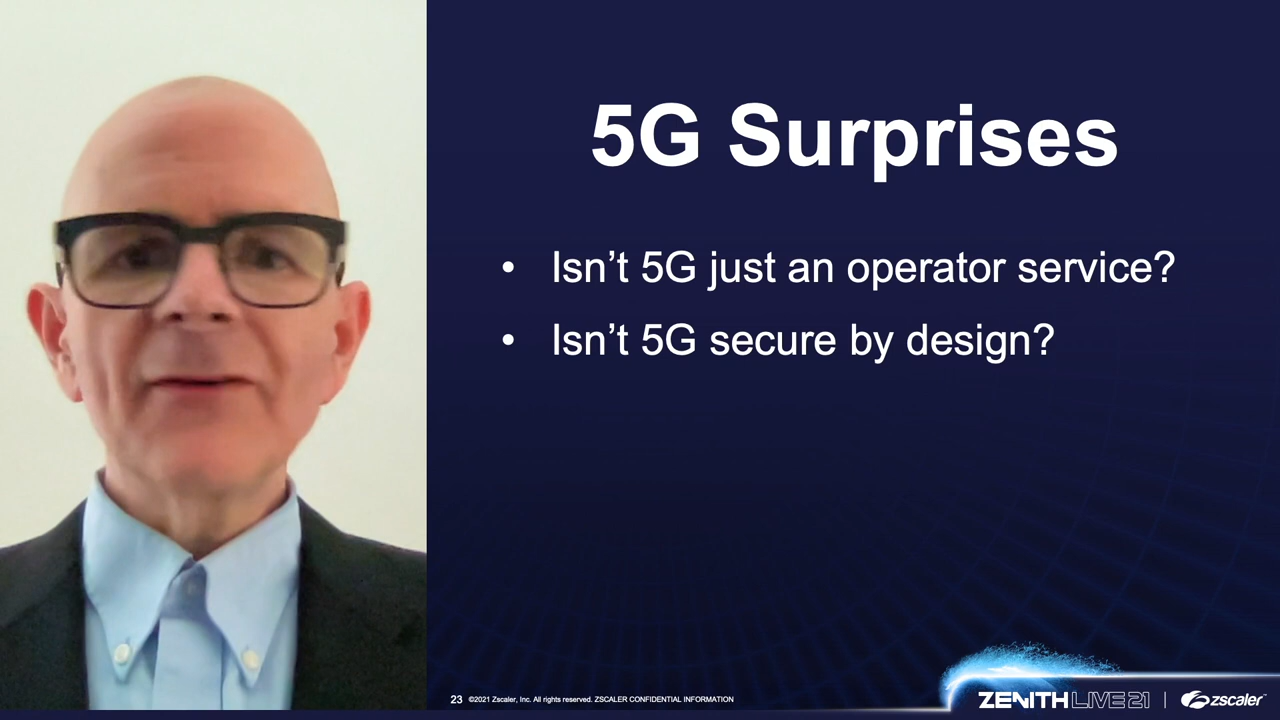 5G Surprises
• Isn’t 5G just an operator service?
• Isn’t 5G secure by design?
23 ©2021 Zscaler, Inc. All rights reserved. ZSCALER CONFIDENTIAL INFORMATION
ZENITH LIVE 21 | zscaler™